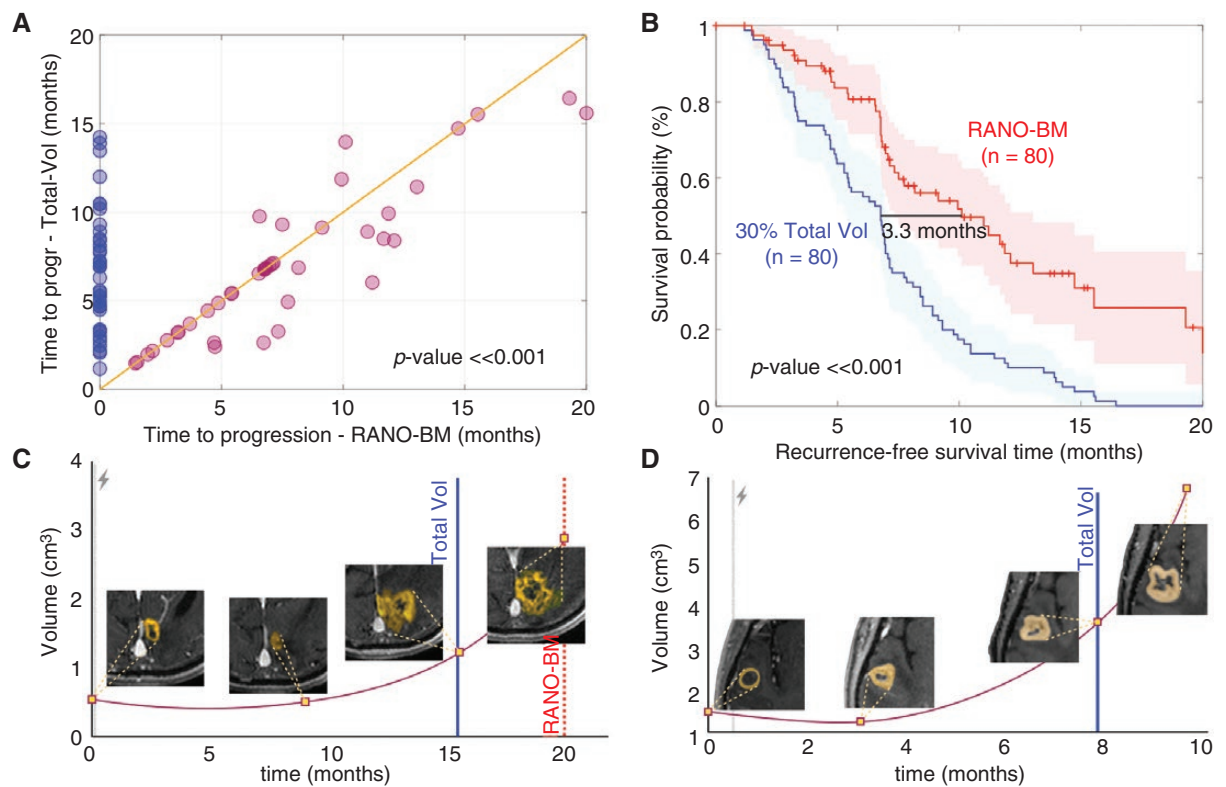 A
20
15
10
5
0
Time to progr - Total-Vol (months)
p-value <<0.001
0
5
10
15
20
Time to progression - RANO-BM (months)
B
1
0.8
0.6
0.4
0.2
0
Survival probability (%)
RANO-BM
(n = 80)
30% Total Vol
(n = 80)
3.3 months
p-value <<0.001
0
5
10
15
20
Recurrence-free survival time (months)
C
4
3
2
1
0
Volume (cm³)
Total Vol
RANO-BM
0
5
10
15
20
time (months)
D
7
6
5
4
3
2
1
Volume (cm³)
Total Vol
0
2
4
6
8
10
time (months)